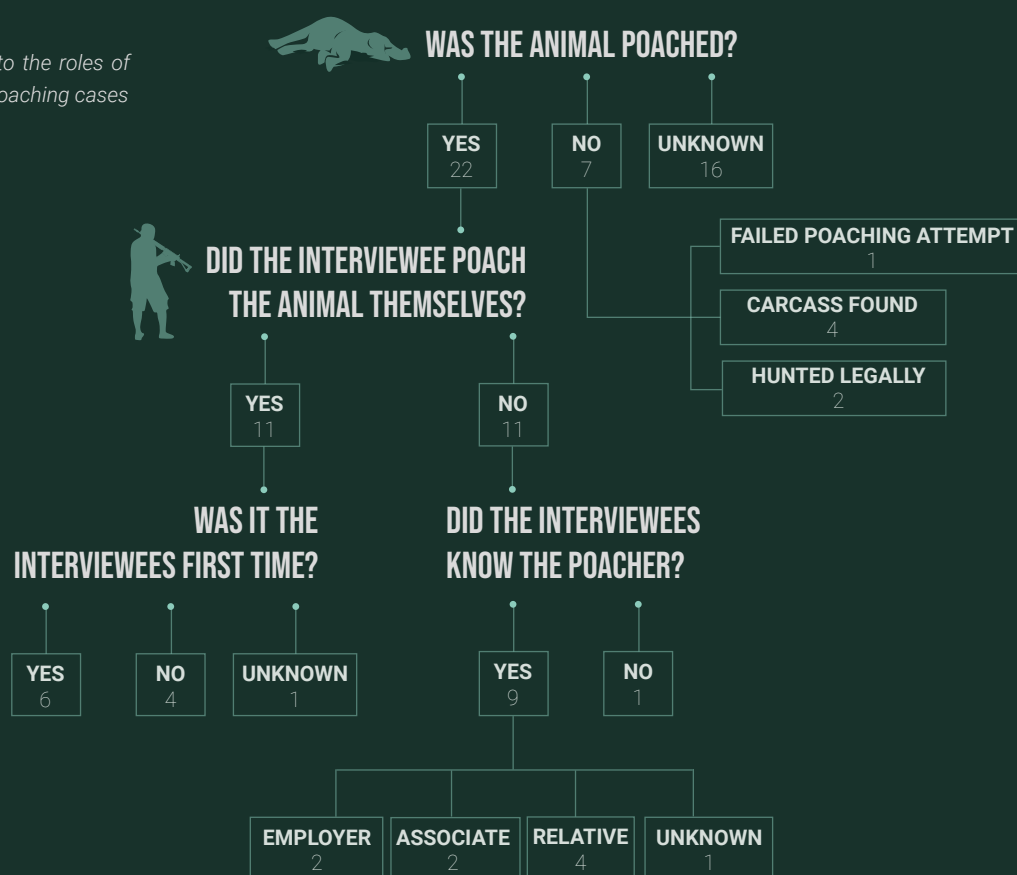 to the roles of
oaching cases
WAS THE ANIMAL POACHED?
YES
22
NO
7
UNKNOWN
16
FAILED POACHING ATTEMPT
1
CARCASS FOUND
4
HUNTED LEGALLY
2
DID THE INTERVIEWEE POACH
THE ANIMAL THEMSELVES?
YES
11
NO
11
WAS IT THE
INTERVIEWEES FIRST TIME?
YES
6
NO
4
UNKNOWN
1
DID THE INTERVIEWEES
KNOW THE POACHER?
YES
9
NO
1
EMPLOYER
2
ASSOCIATE
2
RELATIVE
4
UNKNOWN
1